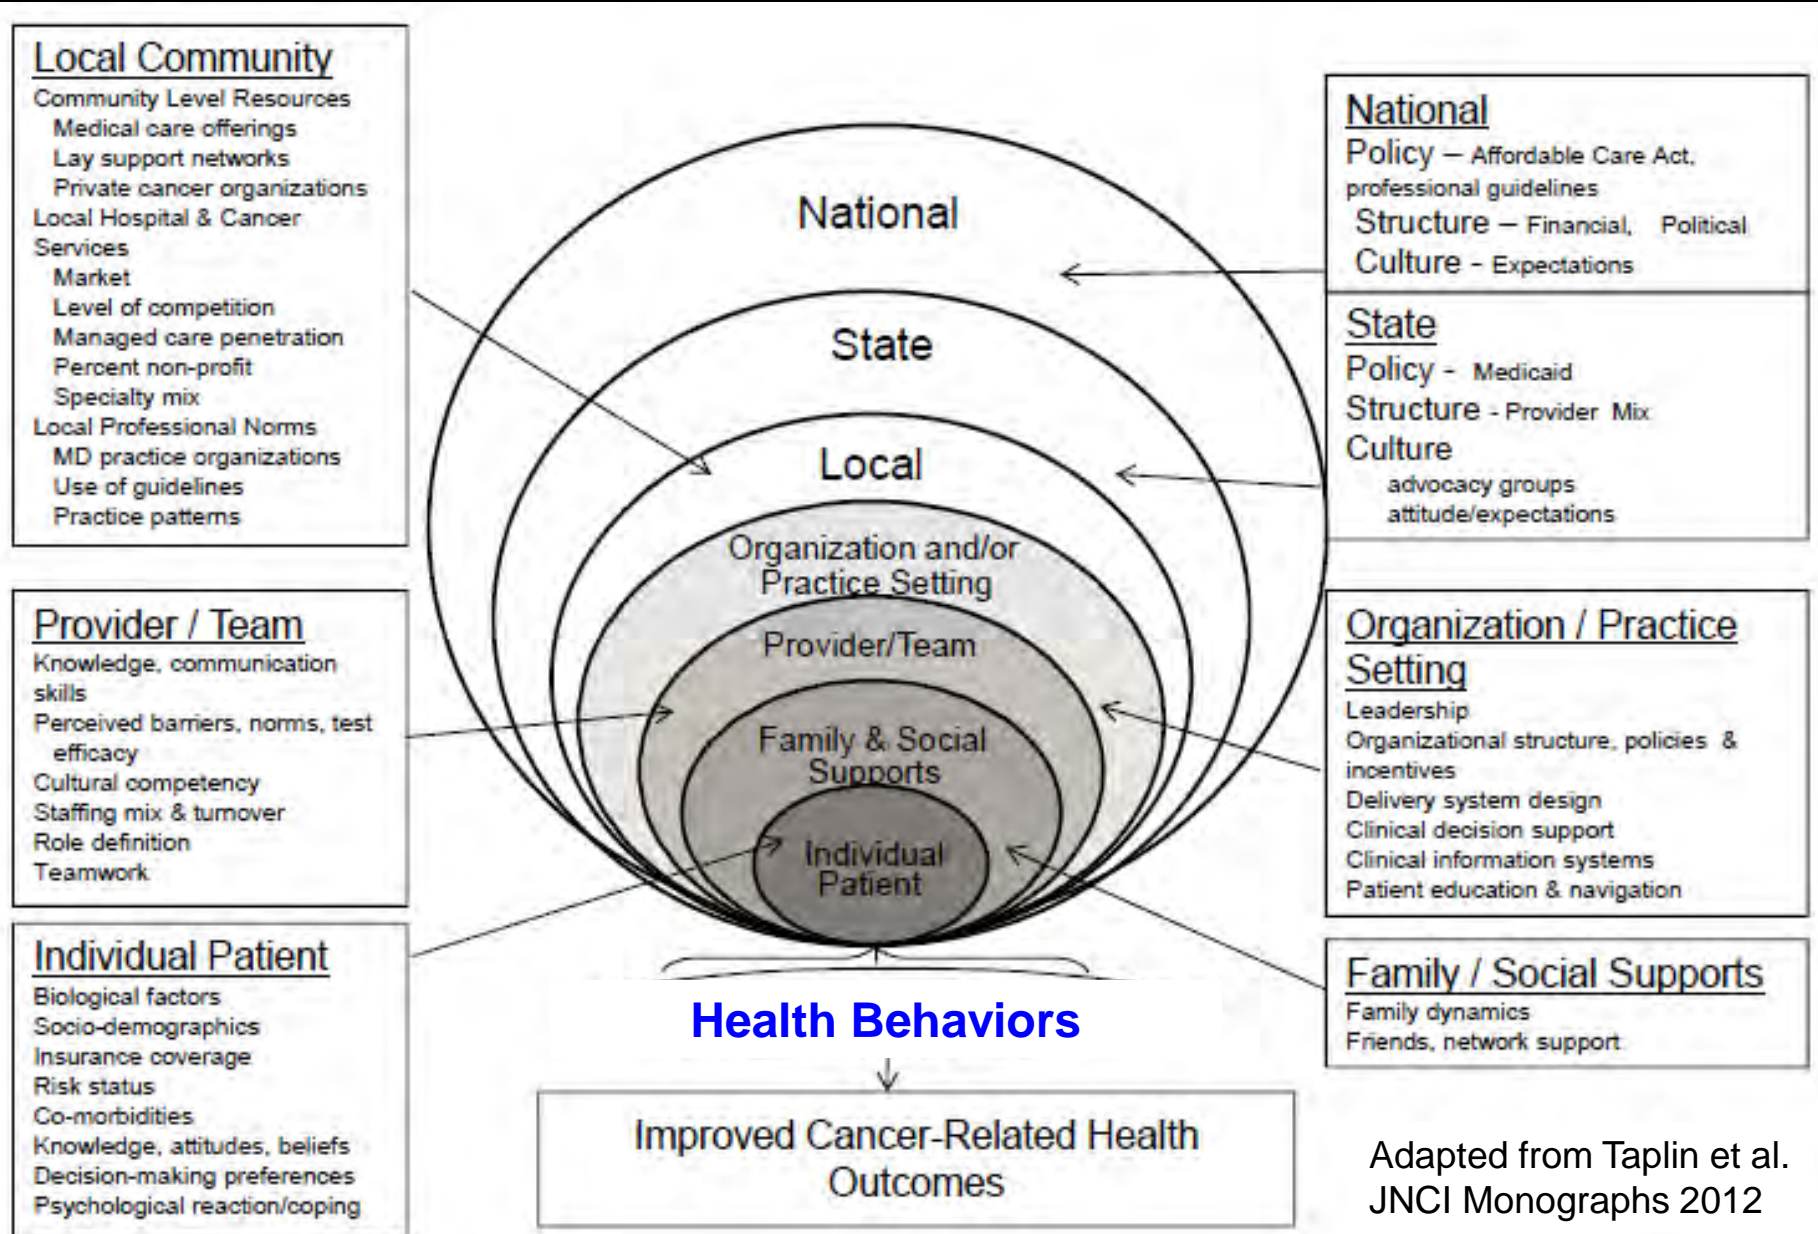 Local Community
Community Level Resources
Medical care offerings
Lay support networks
Private cancer organizations
Local Hospital & Cancer
Services
Market
Level of competition
Managed care penetration
Percent non-profit
Specialty mix
Local Professional Norms
MD practice organizations
Use of guidelines
Practice patterns
Provider / Team
Knowledge, communication
skills
Perceived barriers, norms, test
efficacy
Cultural competency
Staffing mix & turnover
Role definition
Teamwork
Individual Patient
Biological factors
Socio-demographics
Insurance coverage
Risk status
Co-morbidities
Knowledge, attitudes, beliefs
Decision-making preferences
Psychological reaction/coping
National
State
Local
Organization and/or
Practice Setting
Provider/Team
Family & Social
Supports
Individual
Patient
Health Behaviors
Improved Cancer-Related Health
Outcomes
National
Policy – Affordable Care Act,
professional guidelines
Structure – Financial, Political
Culture - Expectations
State
Policy - Medicaid
Structure - Provider Mix
Culture
advocacy groups
attitude/expectations
Organization / Practice
Setting
Leadership
Organizational structure, policies &
incentives
Delivery system design
Clinical decision support
Clinical information systems
Patient education & navigation
Family / Social Supports
Family dynamics
Friends, network support
Adapted from Taplin et al.
JNCI Monographs 2012